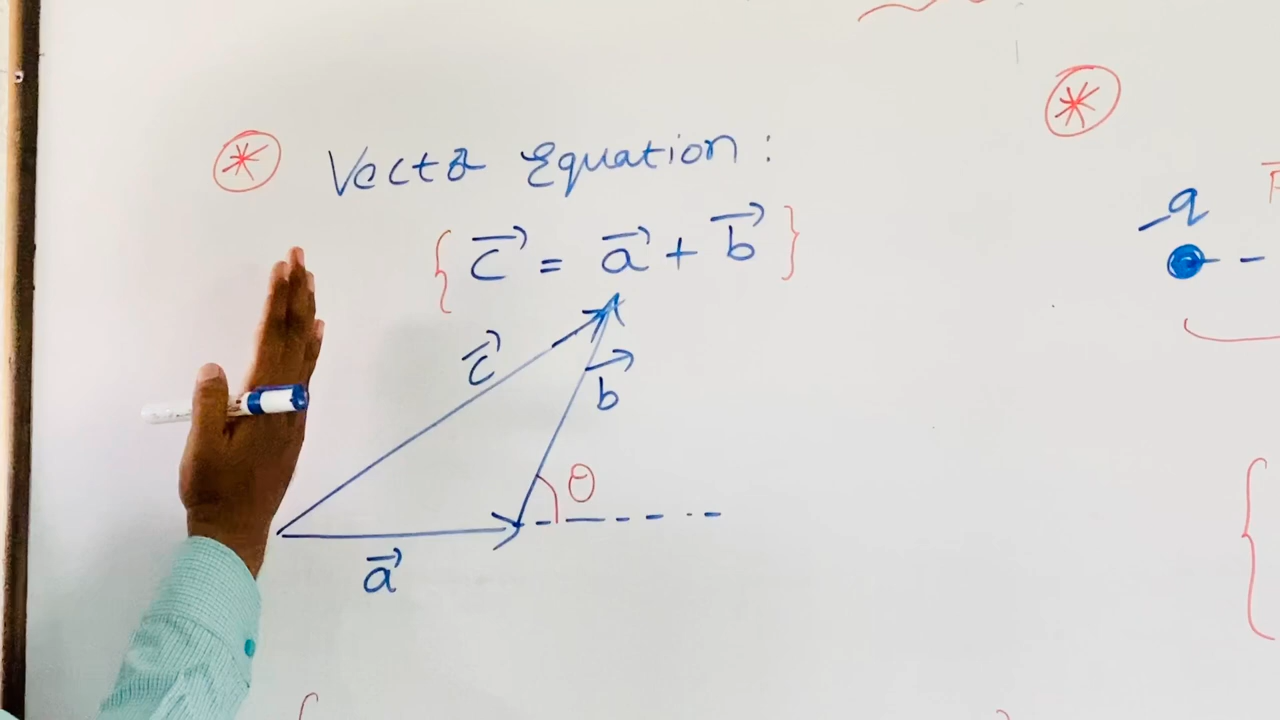 Vector Equation :
{ c⃗ = a⃗ + b⃗ }
c⃗
b⃗
θ
a⃗
-q